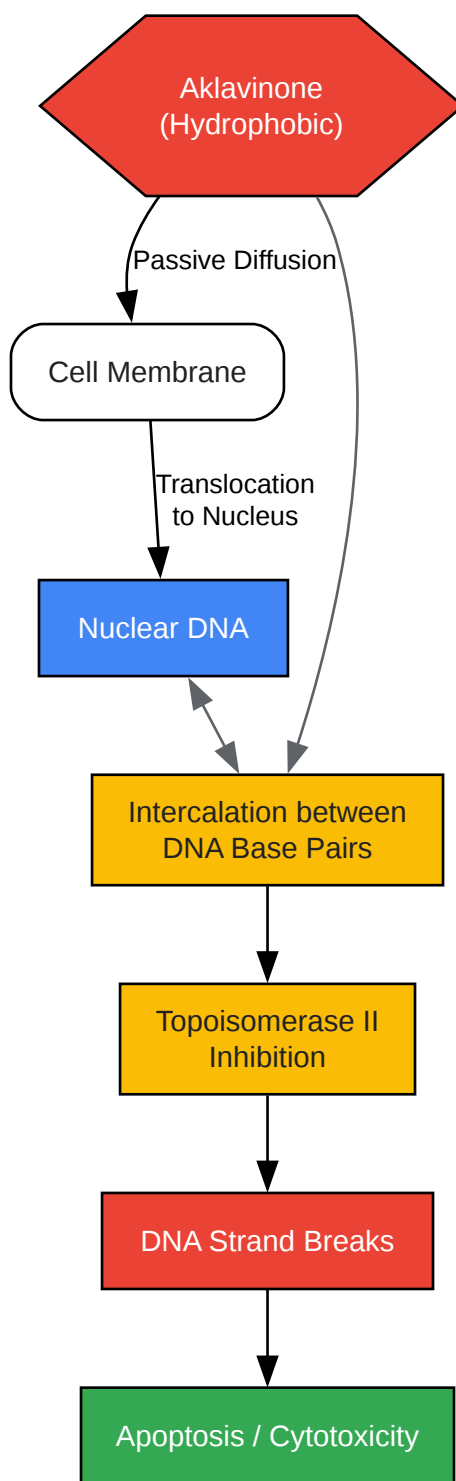 Aklavinone
(Hydrophobic)
Passive Diffusion
Cell Membrane
Translocation
to Nucleus
Nuclear DNA
Intercalation between
DNA Base Pairs
Topoisomerase II
Inhibition
DNA Strand Breaks
Apoptosis / Cytotoxicity